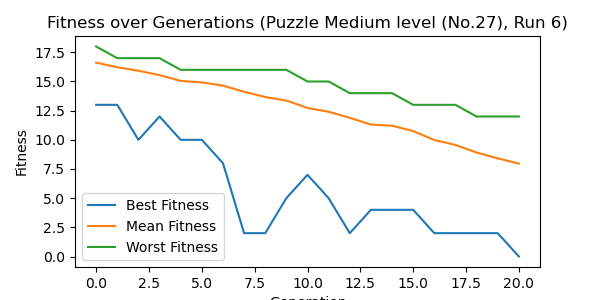 Fitness over Generations (Puzzle Medium level (No.27), Run 6)
17.5
15.0
12.5
10.0
7.5
5.0
2.5
0.0
Fitness
Best Fitness
Mean Fitness
Worst Fitness
0.0 2.5 5.0 7.5 10.0 12.5 15.0 17.5 20.0
Generation